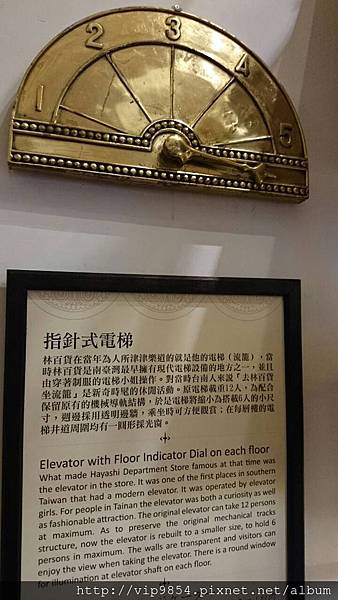 1 2 3 4 5
指針式電梯
林百貨在當年為人所津津樂道的就是他的電梯（流籠），當
時林百貨是南臺灣最早擁有現代電梯設備的地方之一，並且
由穿著制服的電梯小姐操作。對當時台南人來說「去林百貨
坐流籠」是新奇時髦的休閒活動。原電梯載重12人，為配合
保留原有的機械導軌結構，於是電梯將縮小為搭載6人的小尺
寸，週邊採用透明邊牆，乘坐時可方便觀賞；在每層樓的電
梯井道周圍均有一圓形採光窗。
Elevator with Floor Indicator Dial on each floor
What made Hayashi Department Store famous at that time was
the elevator in the store. It was one of the first places in southern
Taiwan that had a modern elevator. It was operated by elevator
girls. For people in Tainan the elevator was both a curiosity as well
as fashionable attraction. The original elevator can take 12 persons
at maximum. As to preserve the original mechanical tracks
structure, now the elevator is rebuilt to a smaller size, to hold 6
persons in maximum. The walls are transparent and visitors can
enjoy the view when taking the elevator. There is a round window
for illumination at elevator shaft on each floor.
http://vip9854.pixnet.net/album